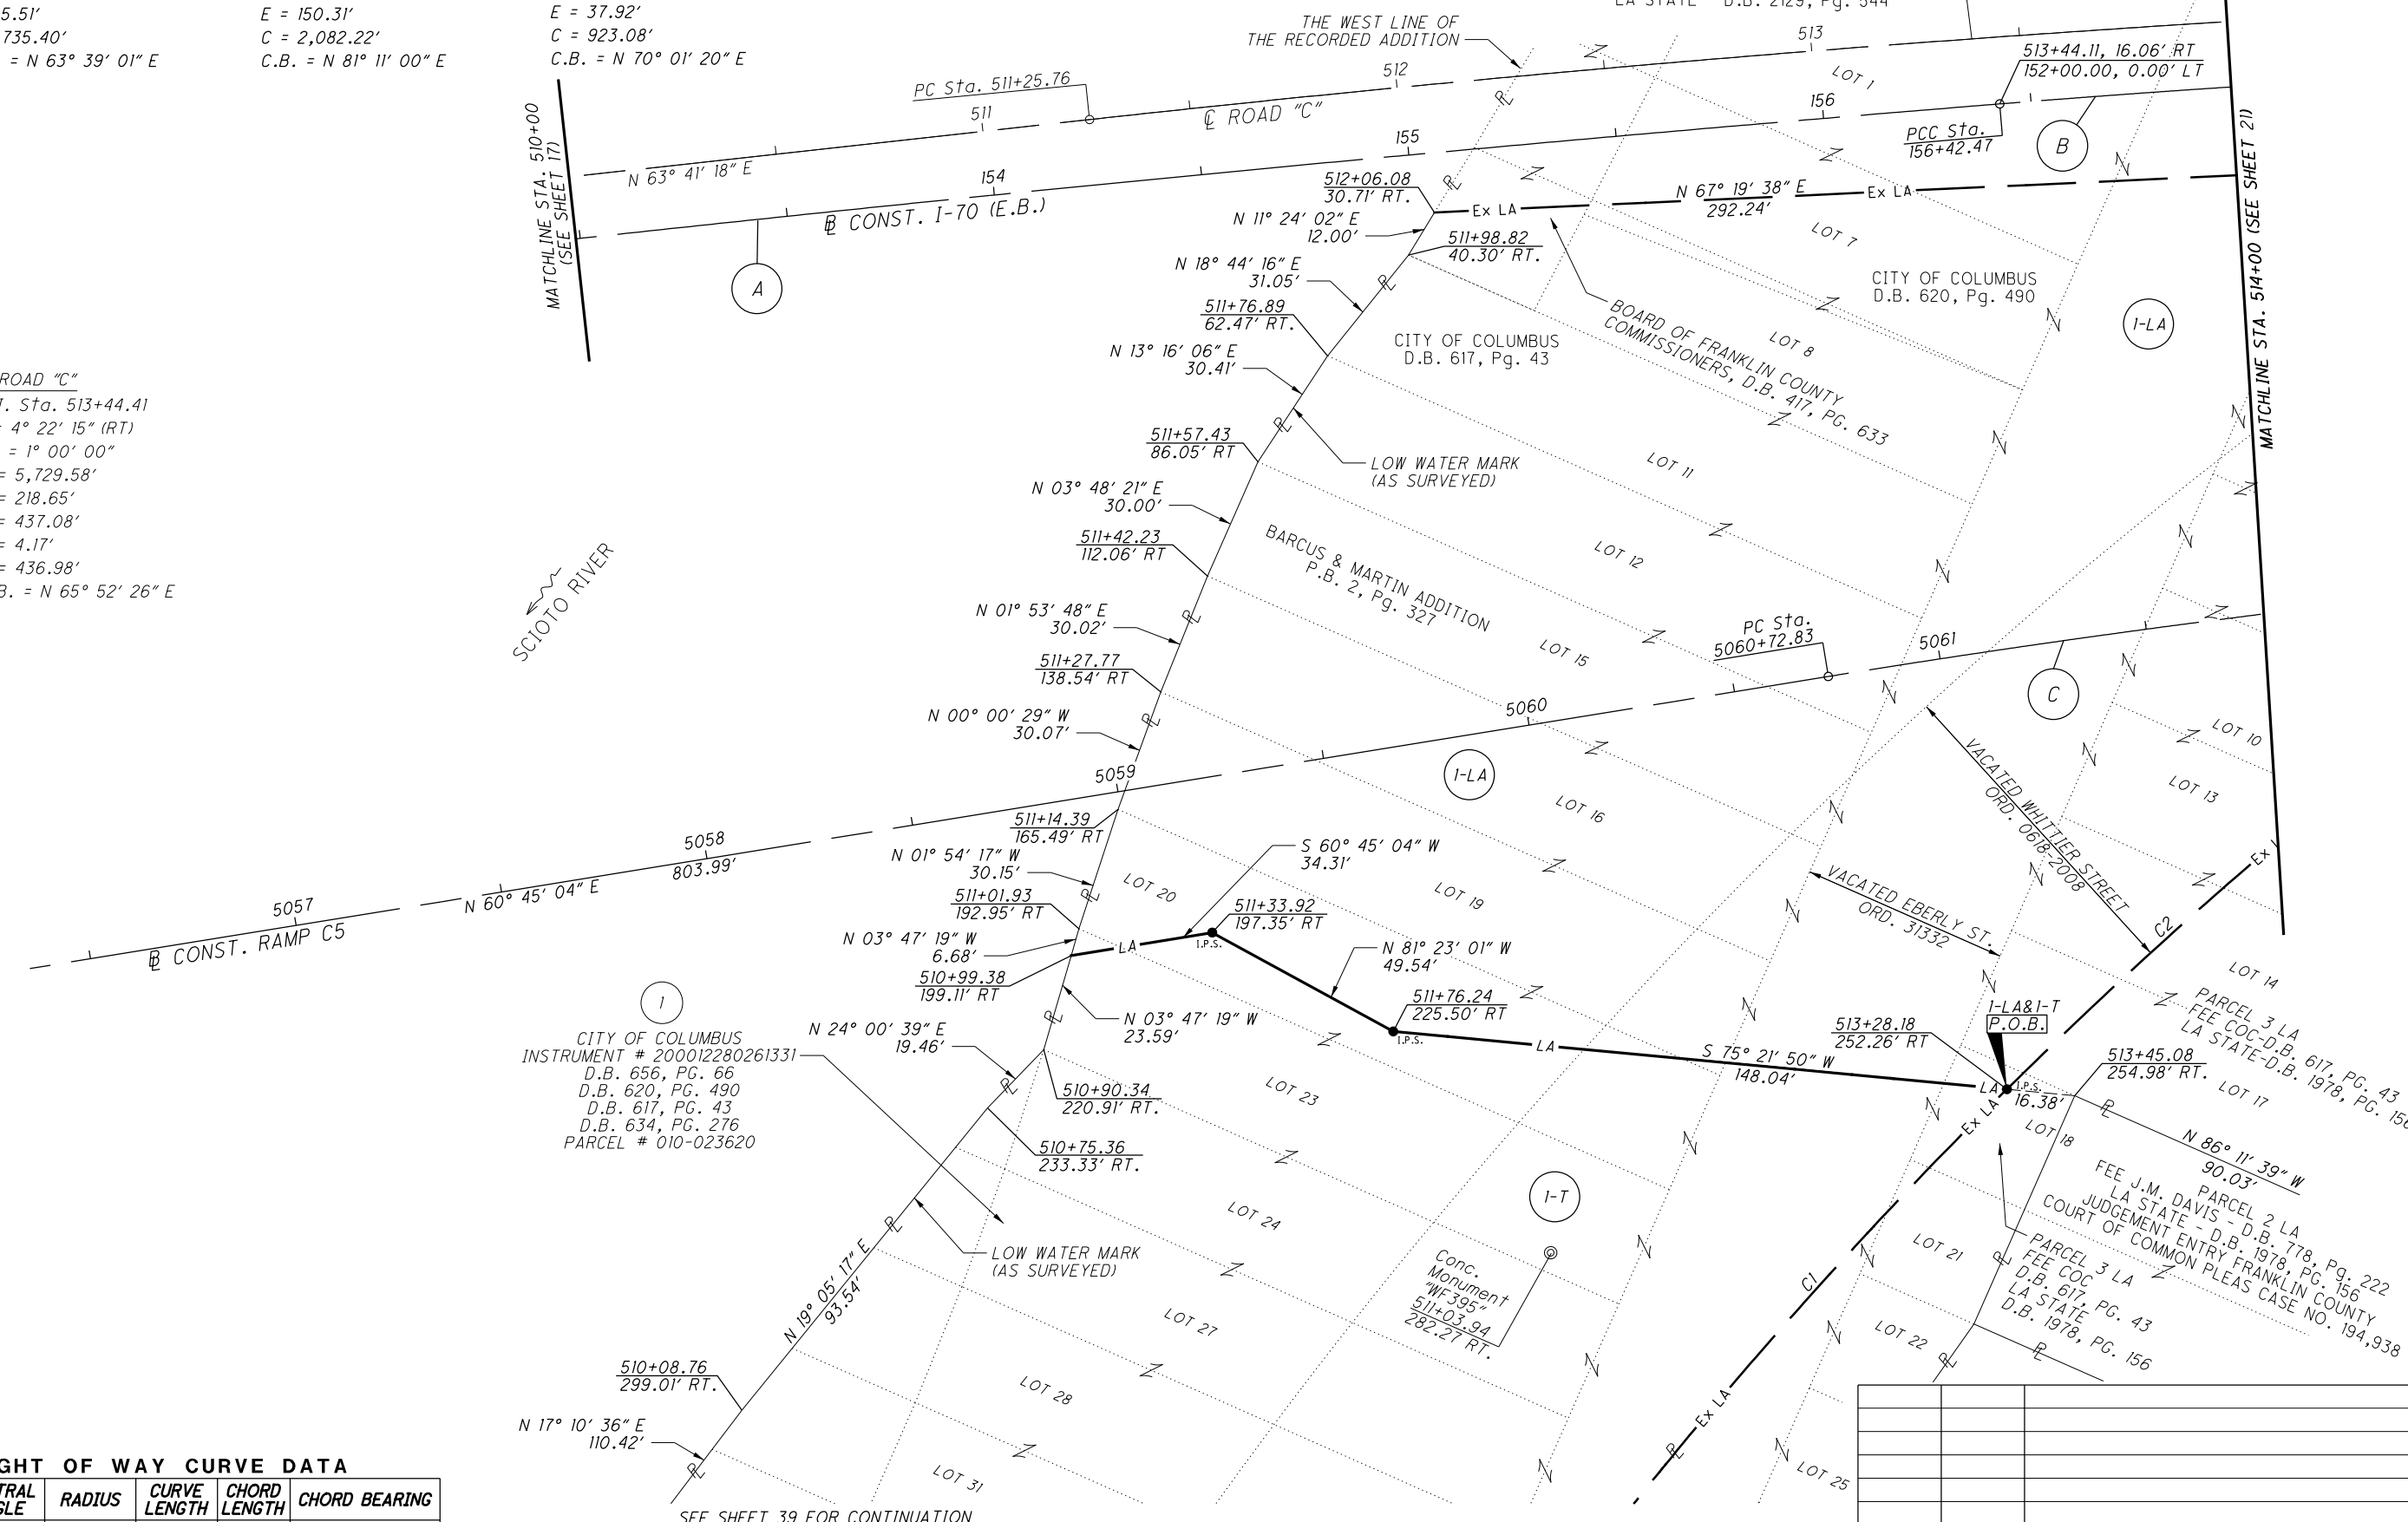 5.51'
735.40'
= N 63° 39' 01" E
E = 150.31'
C = 2,082.22'
C.B. = N 81° 11' 00" E
E = 37.92'
C = 923.08'
C.B. = N 70° 01' 20" E
ROAD "C"
I. Sta. 513+44.41
= 4° 22' 15" (RT)
= 1° 00' 00"
= 5,729.58'
= 218.65'
= 437.08'
= 4.17'
= 436.98'
B. = N 65° 52' 26" E
MATCHLINE STA. 510+00
(SEE SHEET 17)
THE WEST LINE OF
THE RECORDED ADDITION
LA STATE - D.B. 2129, Pg. 544
PC Sta. 511+25.76
511
512
513
℄ ROAD "C"
N 63° 41' 18" E
LOT 1
513+44.11, 16.06' RT
152+00.00, 0.00' LT
154
155
156
PCC Sta.
156+42.47
B
MATCHLINE STA. 514+00 (SEE SHEET 21)
BL CONST. I-70 (E.B.)
A
512+06.08
30.71' RT.
Ex LA
N 67° 19' 38" E
292.24'
Ex LA
N 11° 24' 02" E
12.00'
511+98.82
40.30' RT.
LOT 7
CITY OF COLUMBUS
D.B. 620, Pg. 490
1-LA
N 18° 44' 16" E
31.05'
511+76.89
62.47' RT.
BOARD OF FRANKLIN COUNTY
COMMISSIONERS, D.B. 417, PG. 633
LOT 8
CITY OF COLUMBUS
D.B. 617, Pg. 43
N 13° 16' 06" E
30.41'
511+57.43
86.05' RT
LOW WATER MARK
(AS SURVEYED)
LOT 11
N 03° 48' 21" E
30.00'
511+42.23
112.06' RT
BARCUS & MARTIN ADDITION
P.B. 2, Pg. 327
LOT 12
SCIOTO RIVER
N 01° 53' 48" E
30.02'
LOT 15
PC Sta.
5060+72.83
5061
511+27.77
138.54' RT
C
N 00° 00' 29" W
30.07'
5060
LOT 10
VACATED WHITTIER STREET
ORD. 0618-2008
5059
1-LA
LOT 13
511+14.39
165.49' RT
LOT 16
5058
803.99'
N 01° 54' 17" W
30.15'
S 60° 45' 04" W
34.31'
Ex
N 60° 45' 04" E
5057
BL CONST. RAMP C5
511+01.93
192.95' RT
LOT 20
511+33.92
197.35' RT
I.P.S.
LOT 19
VACATED EBERLY ST.
ORD. 31332
C2
N 03° 47' 19" W
6.68'
LA
N 81° 23' 01" W
49.54'
510+99.38
199.11' RT
511+76.24
225.50' RT
I.P.S.
LOT 14
PARCEL 3 LA
FEE COC-D.B. 617, PG. 43
LA STATE-D.B. 1978, PG. 156
1-LA&1-T
P.O.B.
1
CITY OF COLUMBUS
INSTRUMENT # 200012280261331
D.B. 656, PG. 66
D.B. 620, PG. 490
D.B. 617, PG. 43
D.B. 634, PG. 276
PARCEL # 010-023620
N 24° 00' 39" E
19.46'
N 03° 47' 19" W
23.59'
LA
S 75° 21' 50" W
148.04'
513+28.18
252.26' RT
LA
I.P.S.
16.38'
513+45.08
254.98' RT.
LOT 17
Ex LA
510+90.34
220.91' RT.
LOT 23
LOT 18
N 86° 11' 39" W
90.03'
510+75.36
233.33' RT.
PARCEL 2 LA
FEE J.M. DAVIS - D.B. 778, Pg. 222
LA STATE - D.B. 1978, PG. 156
JUDGEMENT ENTRY FRANKLIN COUNTY
COURT OF COMMON PLEAS CASE NO. 194,938
1-T
LOT 24
LOW WATER MARK
(AS SURVEYED)
Conc.
Monument
"WF395"
511+03.94
282.27 RT.
C1
LOT 21
PARCEL 3 LA
FEE COC
D.B. 617, PG. 43
LA STATE
D.B. 1978, PG. 156
N 19° 05' 17" E
93.54'
LOT 27
LOT 22
510+08.76
299.01' RT.
LOT 28
Ex LA
N 17° 10' 36" E
110.42'
LOT 31
LOT 25
SEE SHEET 39 FOR CONTINUATION
GHT OF WAY CURVE DATA
TRAL
GLE
RADIUS
CURVE
LENGTH
CHORD
LENGTH
CHORD BEARING